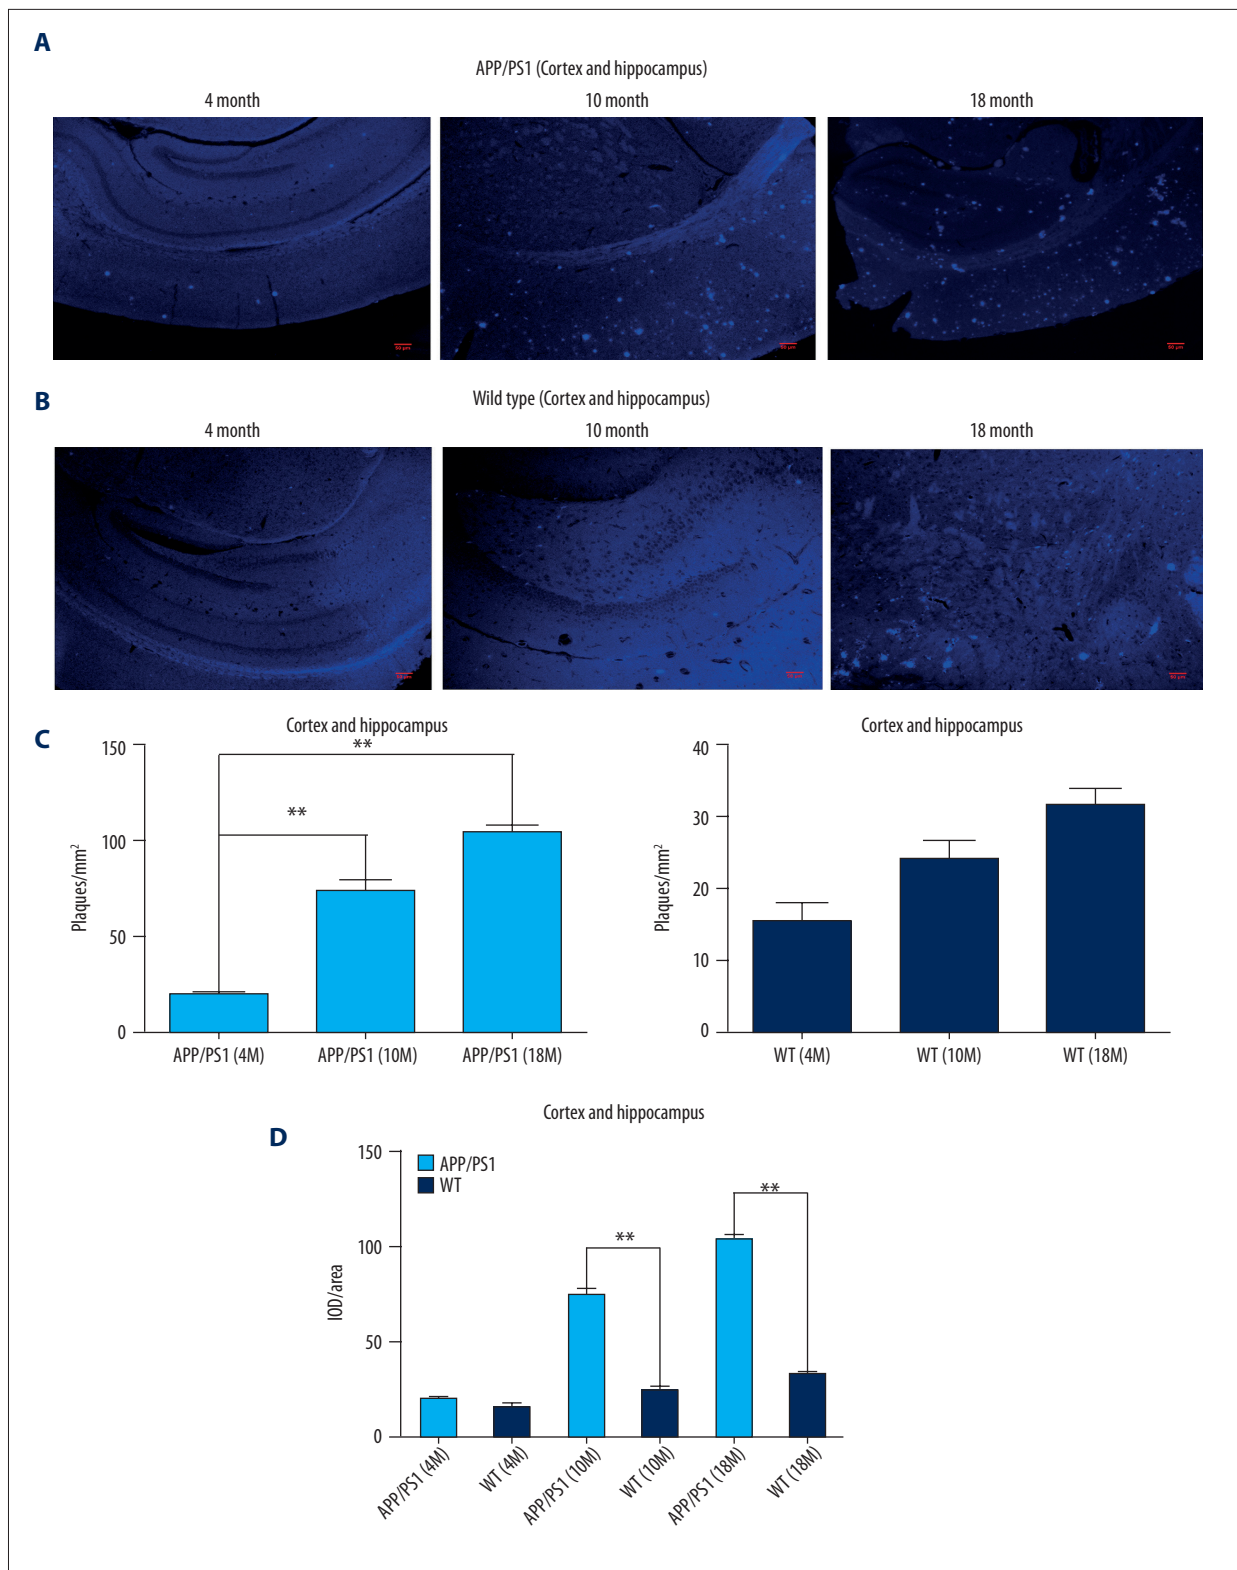 A
APP/PS1 (Cortex and hippocampus)
4 month
10 month
18 month
B
Wild type (Cortex and hippocampus)
4 month
10 month
18 month
C
Cortex and hippocampus
150
100
50
0
Plaques/mm²
**
**
APP/PS1 (4M)
APP/PS1 (10M)
APP/PS1 (18M)
Cortex and hippocampus
40
30
20
10
0
Plaques/mm²
WT (4M)
WT (10M)
WT (18M)
D
Cortex and hippocampus
150
100
50
0
IOD/area
APP/PS1
WT
**
**
APP/PS1 (4M)
WT (4M)
APP/PS1 (10M)
WT (10M)
APP/PS1 (18M)
WT (18M)